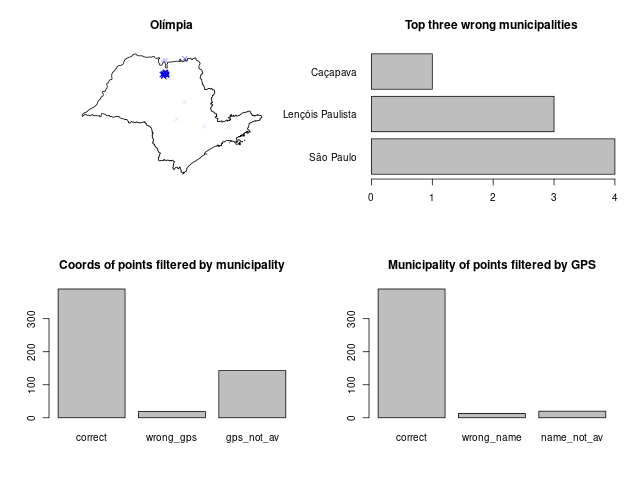 Olímpia
Top three wrong municipalities
Caçapava
Lençóis Paulista
São Paulo
0 1 2 3 4
Coords of points filtered by municipality
300
200
100
0
correct wrong_gps gps_not_av
Municipality of points filtered by GPS
300
200
100
0
correct wrong_name name_not_av